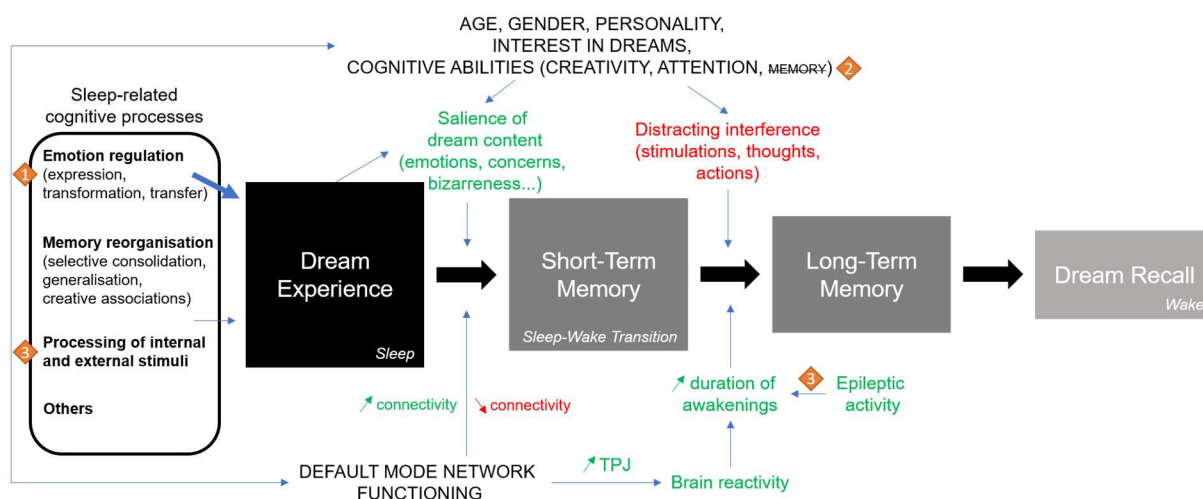 AGE, GENDER, PERSONALITY,
INTEREST IN DREAMS,
COGNITIVE ABILITIES (CREATIVITY, ATTENTION, MEMORY) 2
Sleep-related
cognitive processes
1
Emotion regulation
(expression,
transformation, transfer)
Memory reorganisation
(selective consolidation,
generalisation,
creative associations)
3
Processing of internal
and external stimuli
Others
Salience of
dream content
(emotions, concerns,
bizarreness...)
Distracting interference
(stimulations, thoughts,
actions)
Dream
Experience
Sleep
Short-Term
Memory
Sleep-Wake Transition
Long-Term
Memory
Dream Recall
Wake
↗ connectivity
↘ connectivity
↗ duration of
awakenings
3
Epileptic
activity
DEFAULT MODE NETWORK
FUNCTIONING
↗ TPJ
Brain reactivity